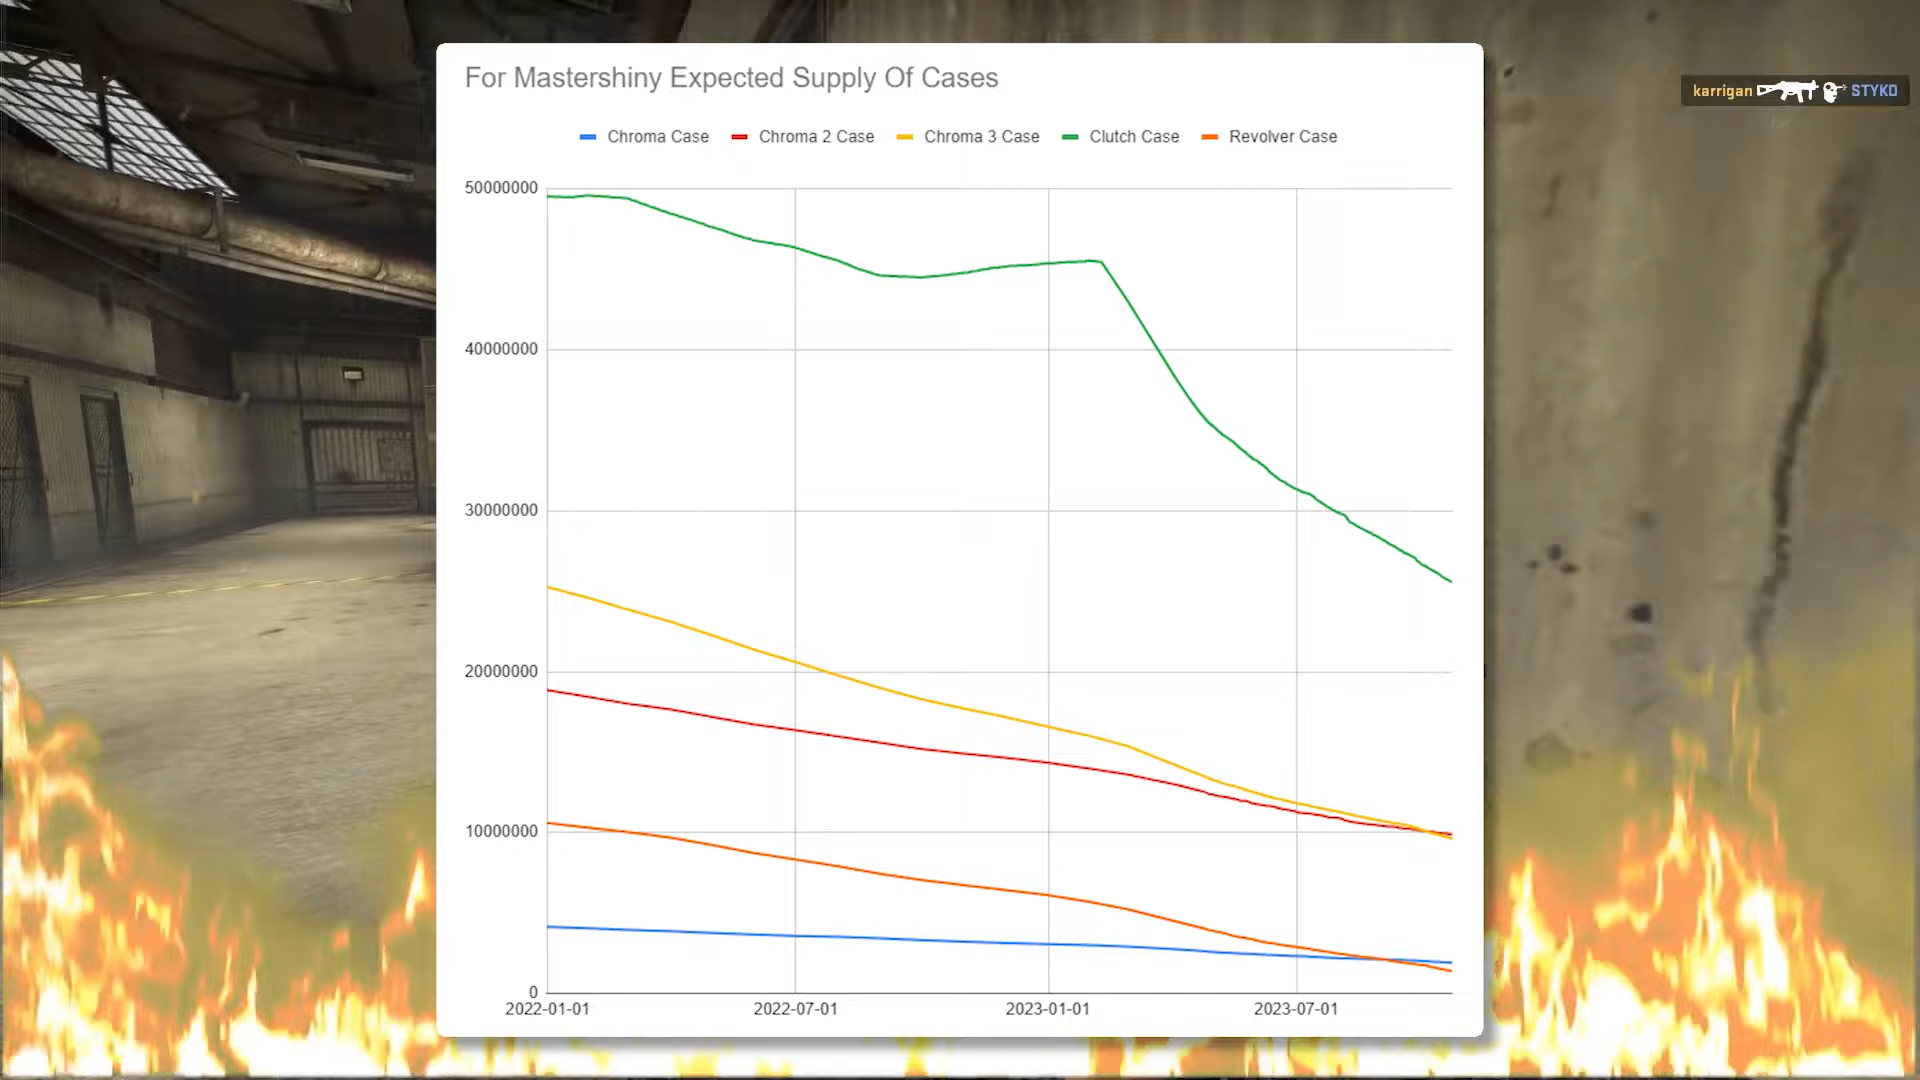 For Mastershiny Expected Supply Of Cases
karrigan STYKO
Chroma Case Chroma 2 Case Chroma 3 Case Clutch Case Revolver Case
50000000
40000000
30000000
20000000
10000000
0
2022-01-01 2022-07-01 2023-01-01 2023-07-01